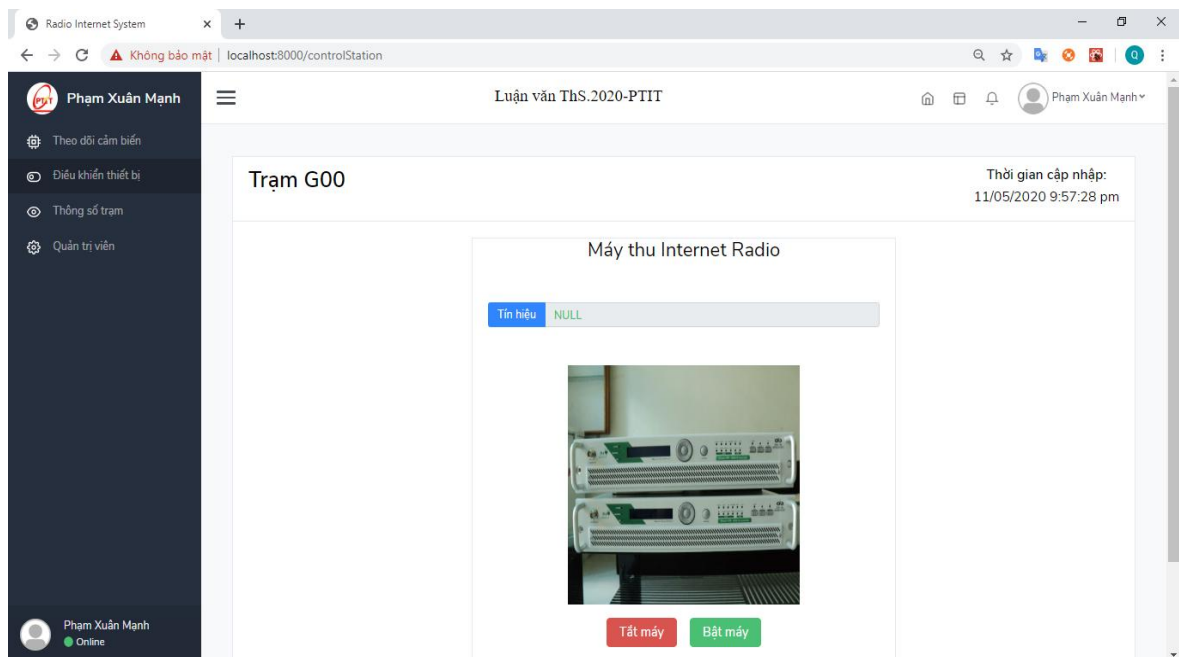 Radio Internet System
Không bảo mật | localhost:8000/controlStation
Q
PTIT Phạm Xuân Mạnh
Luận văn ThS.2020-PTIT
Phạm Xuân Mạnh
Theo dõi cảm biến
Điều khiển thiết bị
Thông số trạm
Quản trị viên
Trạm G00
Thời gian cập nhập:
11/05/2020 9:57:28 pm
Máy thu Internet Radio
Tín hiệu NULL
Tắt máy Bật máy
Phạm Xuân Mạnh
Online